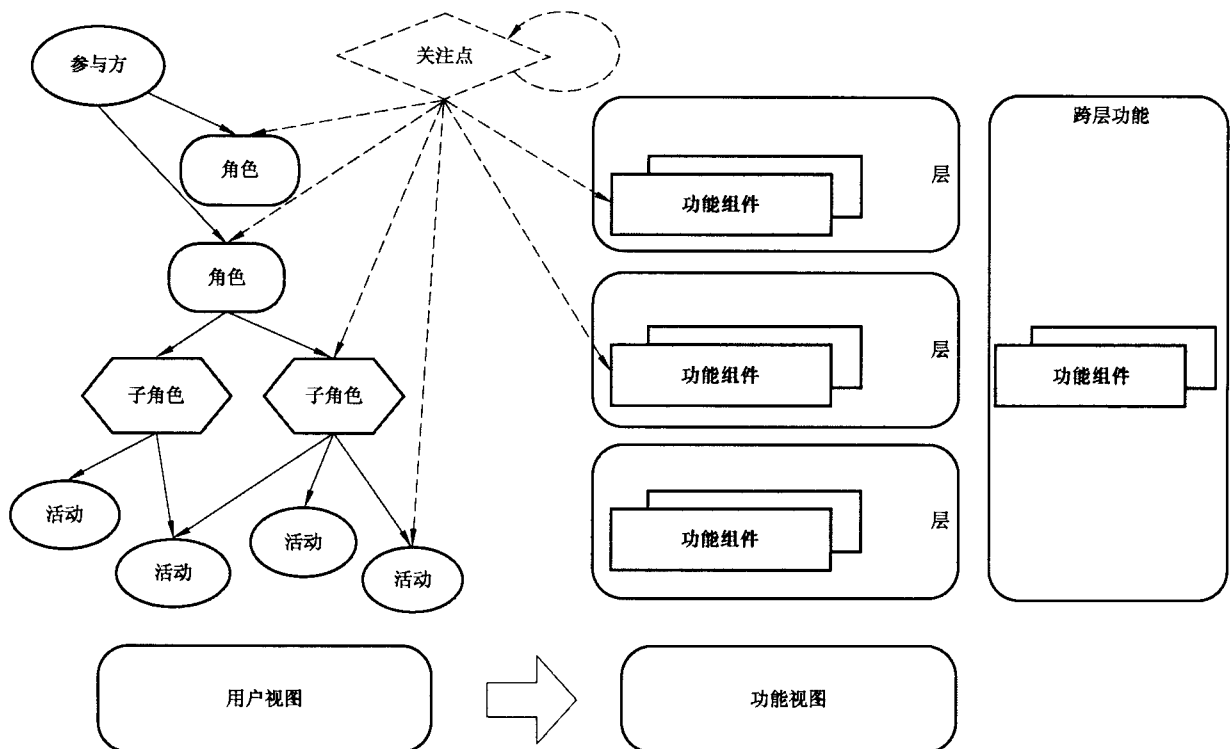 参与方
关注点
角色
角色
子角色
子角色
活动
活动
活动
活动
功能组件
层
功能组件
层
功能组件
层
跨层功能
功能组件
用户视图
功能视图